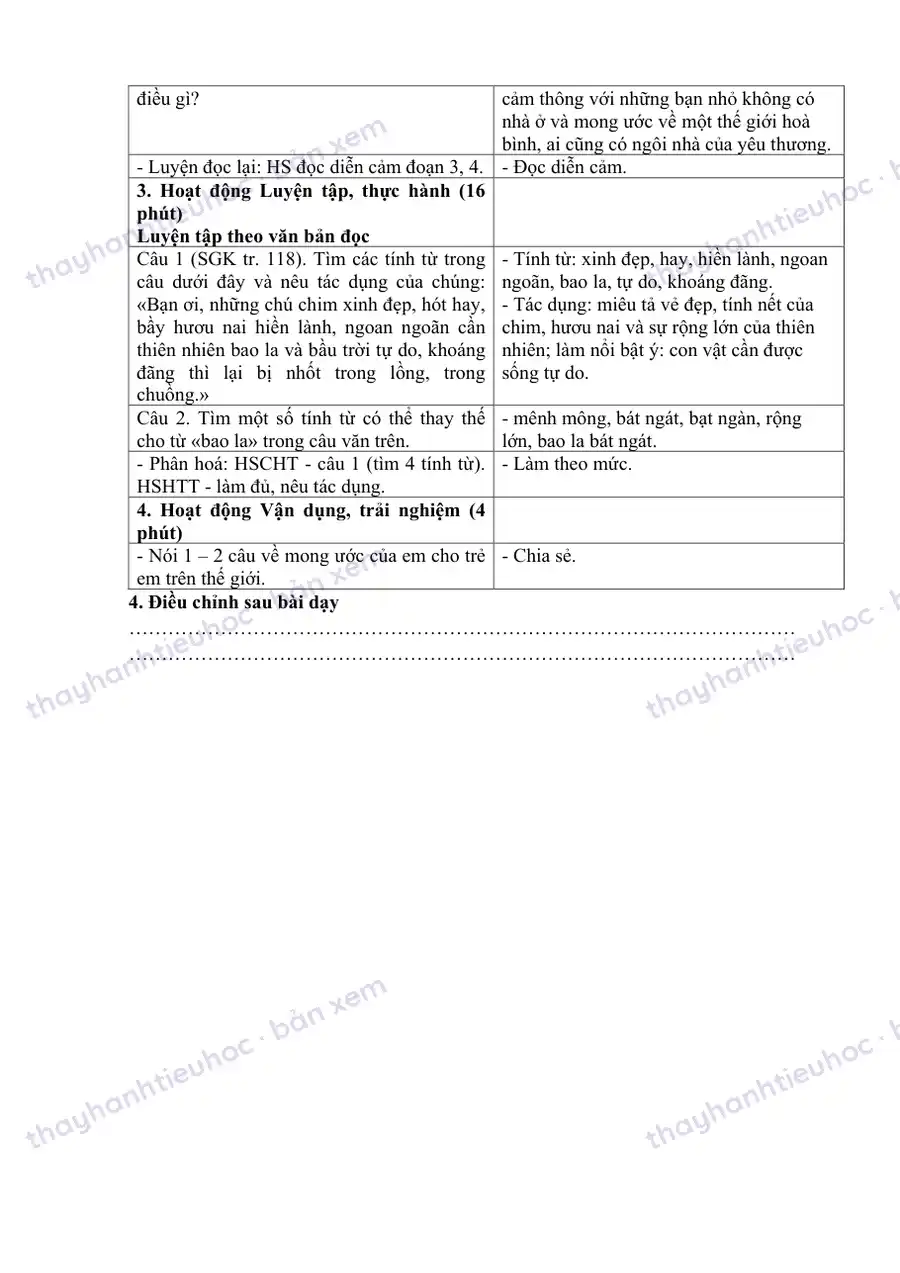 điều gì?
cảm thông với những bạn nhỏ không có
nhà ở và mong ước về một thế giới hoà
bình, ai cũng có ngôi nhà của yêu thương.
- Luyện đọc lại: HS đọc diễn cảm đoạn 3, 4.
- Đọc diễn cảm.
3. Hoạt động Luyện tập, thực hành (16
phút)
Luyện tập theo văn bản đọc
Câu 1 (SGK tr. 118). Tìm các tính từ trong
câu dưới đây và nêu tác dụng của chúng:
«Bạn ơi, những chú chim xinh đẹp, hót hay,
bầy hươu nai hiền lành, ngoan ngoãn cần
thiên nhiên bao la và bầu trời tự do, khoáng
đãng thì lại bị nhốt trong lồng, trong
chuồng.»
- Tính từ: xinh đẹp, hay, hiền lành, ngoan
ngoãn, bao la, tự do, khoáng đãng.
- Tác dụng: miêu tả vẻ đẹp, tính nết của
chim, hươu nai và sự rộng lớn của thiên
nhiên; làm nổi bật ý: con vật cần được
sống tự do.
Câu 2. Tìm một số tính từ có thể thay thế
cho từ «bao la» trong câu văn trên.
- mênh mông, bát ngát, bạt ngàn, rộng
lớn, bao la bát ngát.
- Phân hoá: HSCHT - câu 1 (tìm 4 tính từ).
HSHTT - làm đủ, nêu tác dụng.
- Làm theo mức.
4. Hoạt động Vận dụng, trải nghiệm (4
phút)
- Nói 1 – 2 câu về mong ước của em cho trẻ
em trên thế giới.
- Chia sẻ.
4. Điều chỉnh sau bài dạy
…………………………………………………………………………………………
…………………………………………………………………………………………
thayhanhtieuhoc · bản xem
thayhanhtieuhoc · b
thayhanhtieuhoc · bản xem
thayhanhtieuhoc · b
thayhanhtieuhoc · bản xem
thayhanhtieuhoc · b